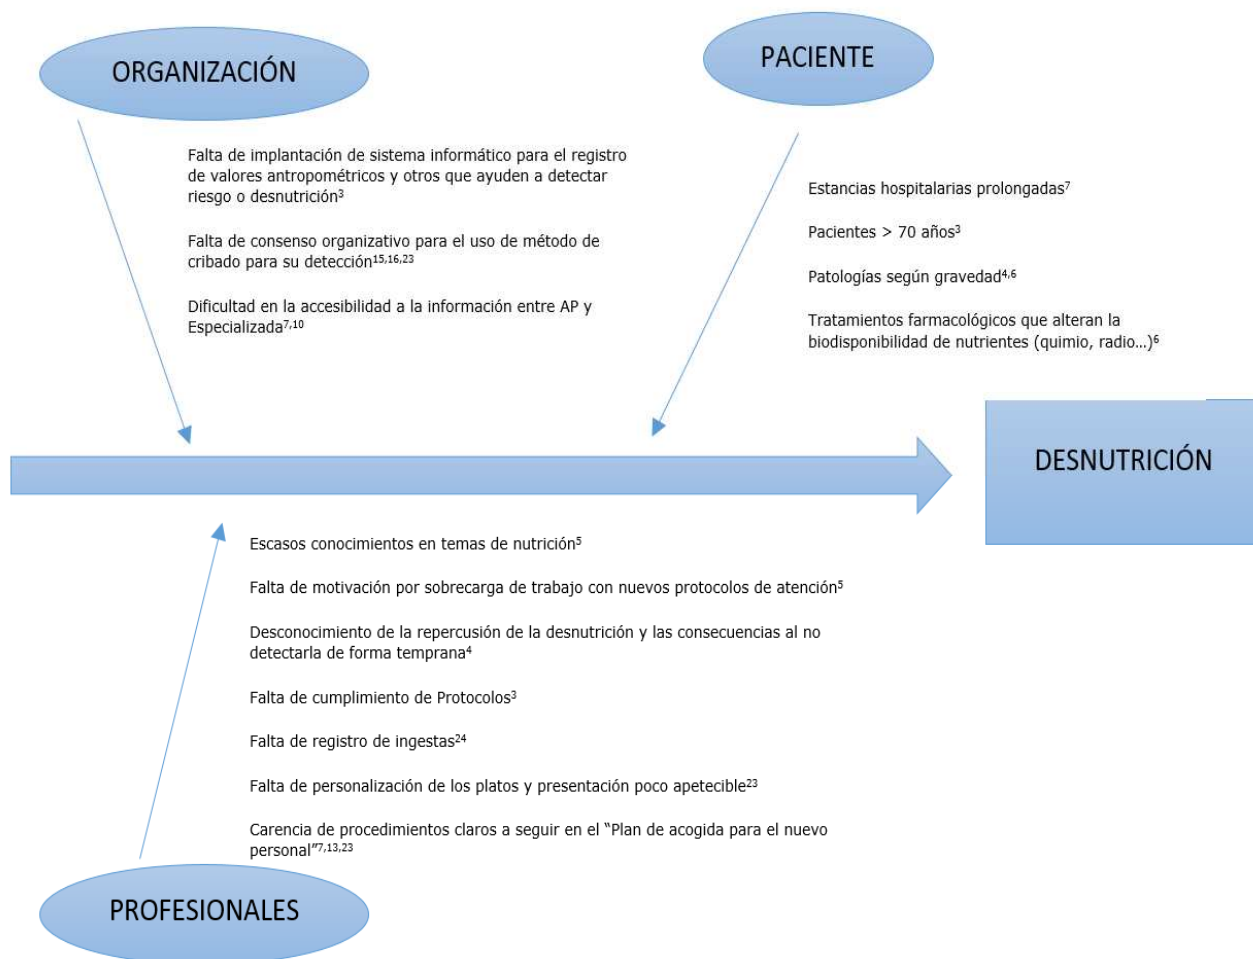 ORGANIZACIÓN
PACIENTE
Falta de implantación de sistema informático para el registro
de valores antropométricos y otros que ayuden a detectar
riesgo o desnutrición³
Falta de consenso organizativo para el uso de método de
cribado para su detección¹⁵,¹⁶,²³
Dificultad en la accesibilidad a la información entre AP y
Especializada⁷,¹⁰
Estancias hospitalarias prolongadas⁷
Pacientes > 70 años³
Patologías según gravedad⁴,⁶
Tratamientos farmacológicos que alteran la
biodisponibilidad de nutrientes (quimio, radio…)⁶
DESNUTRICIÓN
Escasos conocimientos en temas de nutrición⁵
Falta de motivación por sobrecarga de trabajo con nuevos protocolos de atención⁵
Desconocimiento de la repercusión de la desnutrición y las consecuencias al no
detectarla de forma temprana⁴
Falta de cumplimiento de Protocolos³
Falta de registro de ingestas²⁴
Falta de personalización de los platos y presentación poco apetecible²³
Carencia de procedimientos claros a seguir en el “Plan de acogida para el nuevo
personal”⁷,¹³,²³
PROFESIONALES